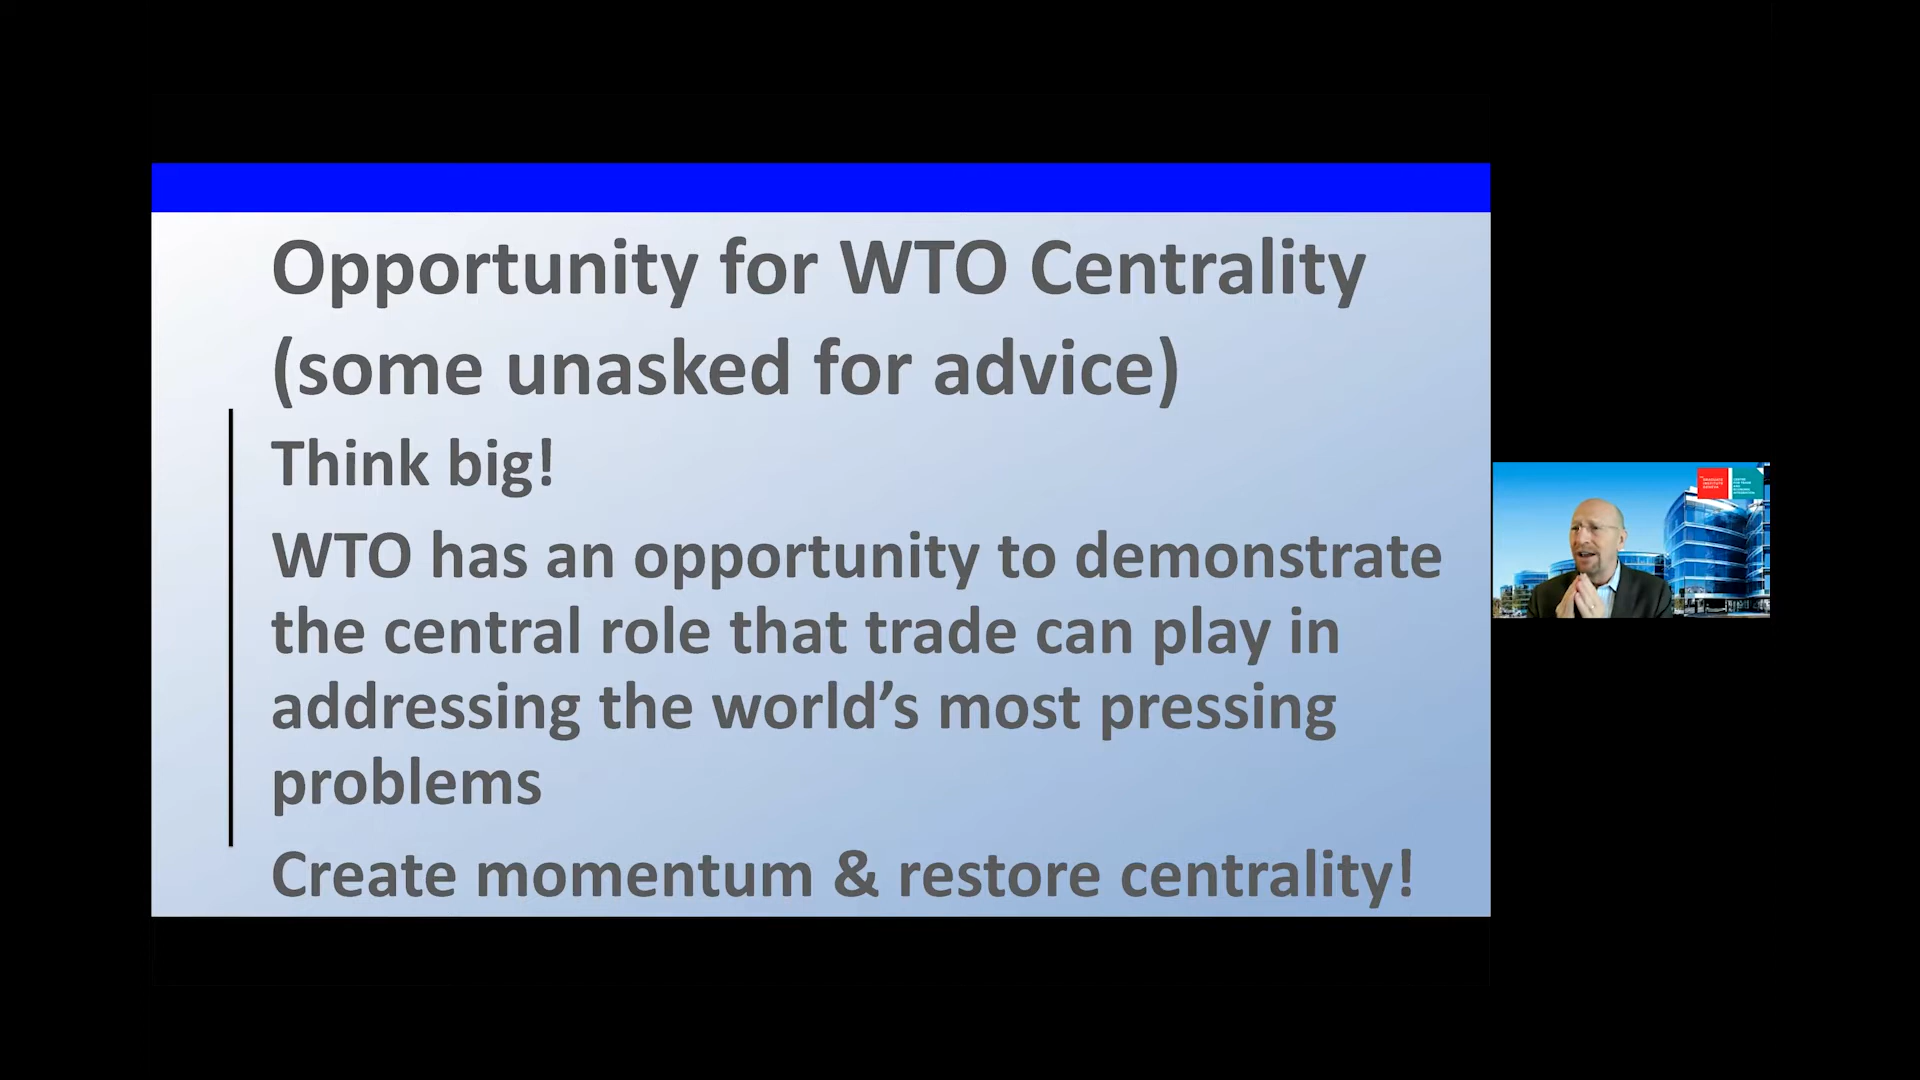 Opportunity for WTO Centrality
(some unasked for advice)
Think big!
WTO has an opportunity to demonstrate
the central role that trade can play in
addressing the world’s most pressing
problems
Create momentum & restore centrality!